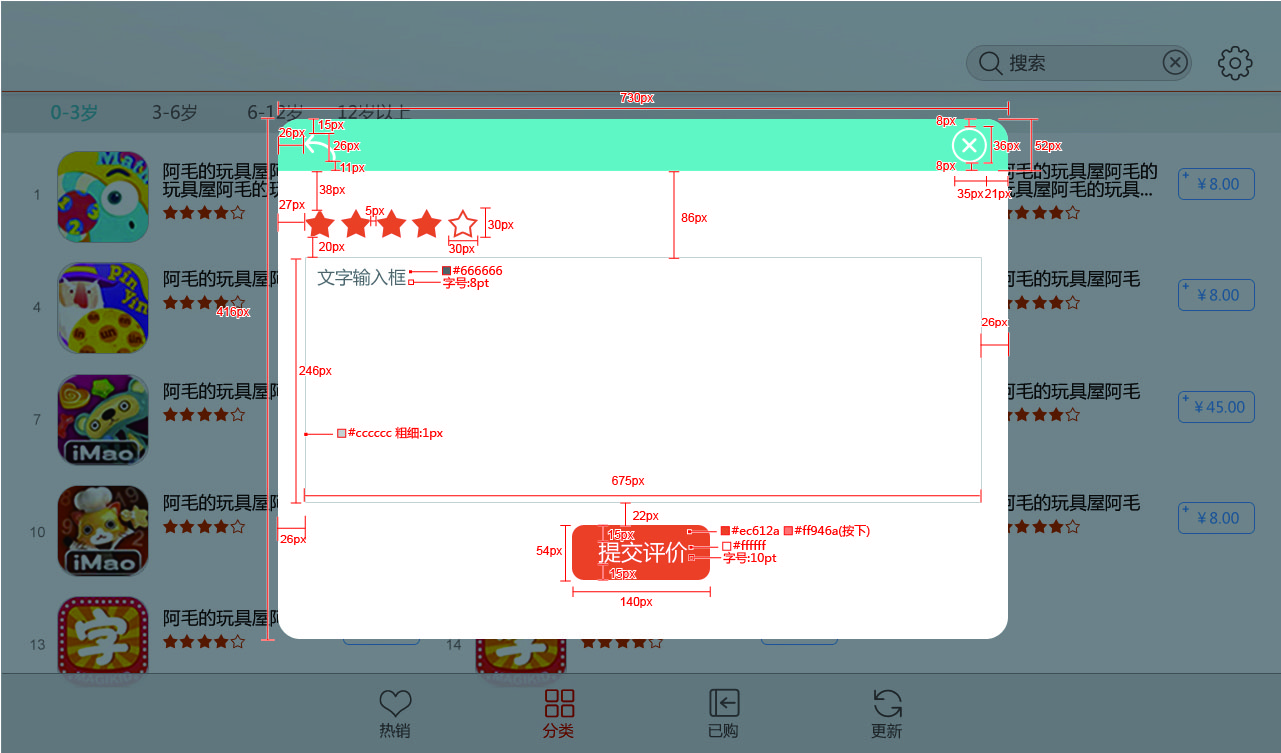 搜索
0-3岁
3-6岁
6-12岁
12岁以上
730px
15px
26px
26px
11px
8px
36px
52px
8px
35px
21px
1
阿毛的玩具屋阿
玩具屋阿毛的玩
阿毛的玩具屋阿毛的
具屋阿毛的玩具...
+
¥8.00
38px
27px
5px
30px
30px
20px
86px
文字输入框
#666666
字号:8pt
4
阿毛的玩具屋阿
毛的玩具屋阿毛
+
¥8.00
416px
26px
246px
7
阿毛的玩具屋阿
毛的玩具屋阿毛
+
¥45.00
iMao
#cccccc 粗细:1px
675px
10
阿毛的玩具屋阿
毛的玩具屋阿毛
+
¥8.00
iMao
22px
26px
54px
15px
提交评价
15px
140px
#ec612a
#ff946a(按下)
#ffffff
字号:10pt
13
字
阿毛的玩具屋阿
14
热销
分类
已购
更新